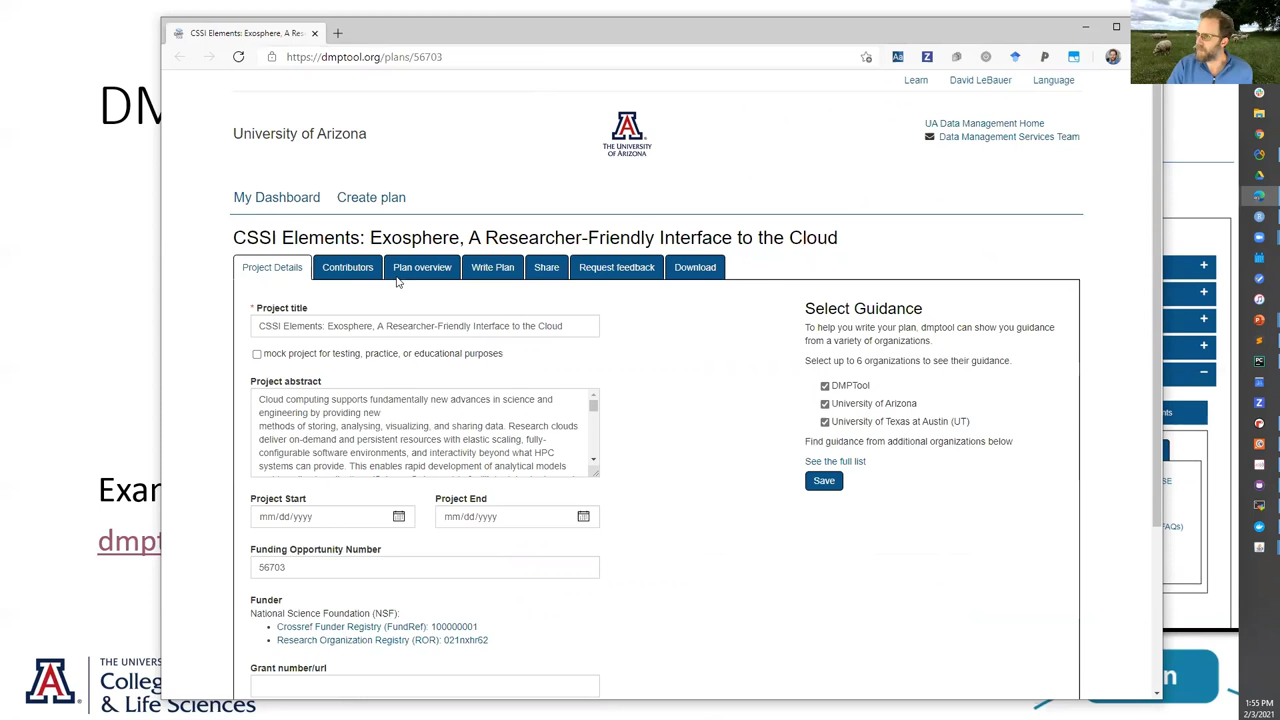 CSSI Elements: Exosphere, A Res
https://dmptool.org/plans/56703
Learn
David LeBauer
Language
University of Arizona
THE UNIVERSITY
OF ARIZONA
UA Data Management Home
Data Management Services Team
My Dashboard
Create plan
CSSI Elements: Exosphere, A Researcher-Friendly Interface to the Cloud
Project Details
Contributors
Plan overview
Write Plan
Share
Request feedback
Download
* Project title
CSSI Elements: Exosphere, A Researcher-Friendly Interface to the Cloud
mock project for testing, practice, or educational purposes
Project abstract
Cloud computing supports fundamentally new advances in science and
engineering by providing new
methods of storing, analysing, visualizing, and sharing data. Research clouds
deliver on-demand and persistent resources with elastic scaling, fully-
configurable software environments, and interactivity beyond what HPC
systems can provide. This enables rapid development of analytical models
Project Start
Project End
mm/dd/yyyy
mm/dd/yyyy
Funding Opportunity Number
56703
Funder
National Science Foundation (NSF):
Crossref Funder Registry (FundRef): 100000001
Research Organization Registry (ROR): 021nxhr62
Grant number/url
Select Guidance
To help you write your plan, dmptool can show you guidance
from a variety of organizations.
Select up to 6 organizations to see their guidance.
DMPTool
University of Arizona
University of Texas at Austin (UT)
Find guidance from additional organizations below
See the full list
Save
DM
Exam
dmpt
THE UNIVER
Colleg
& Life Sciences
nts
SE
FAQs)
n
1:55 PM
2/3/2021